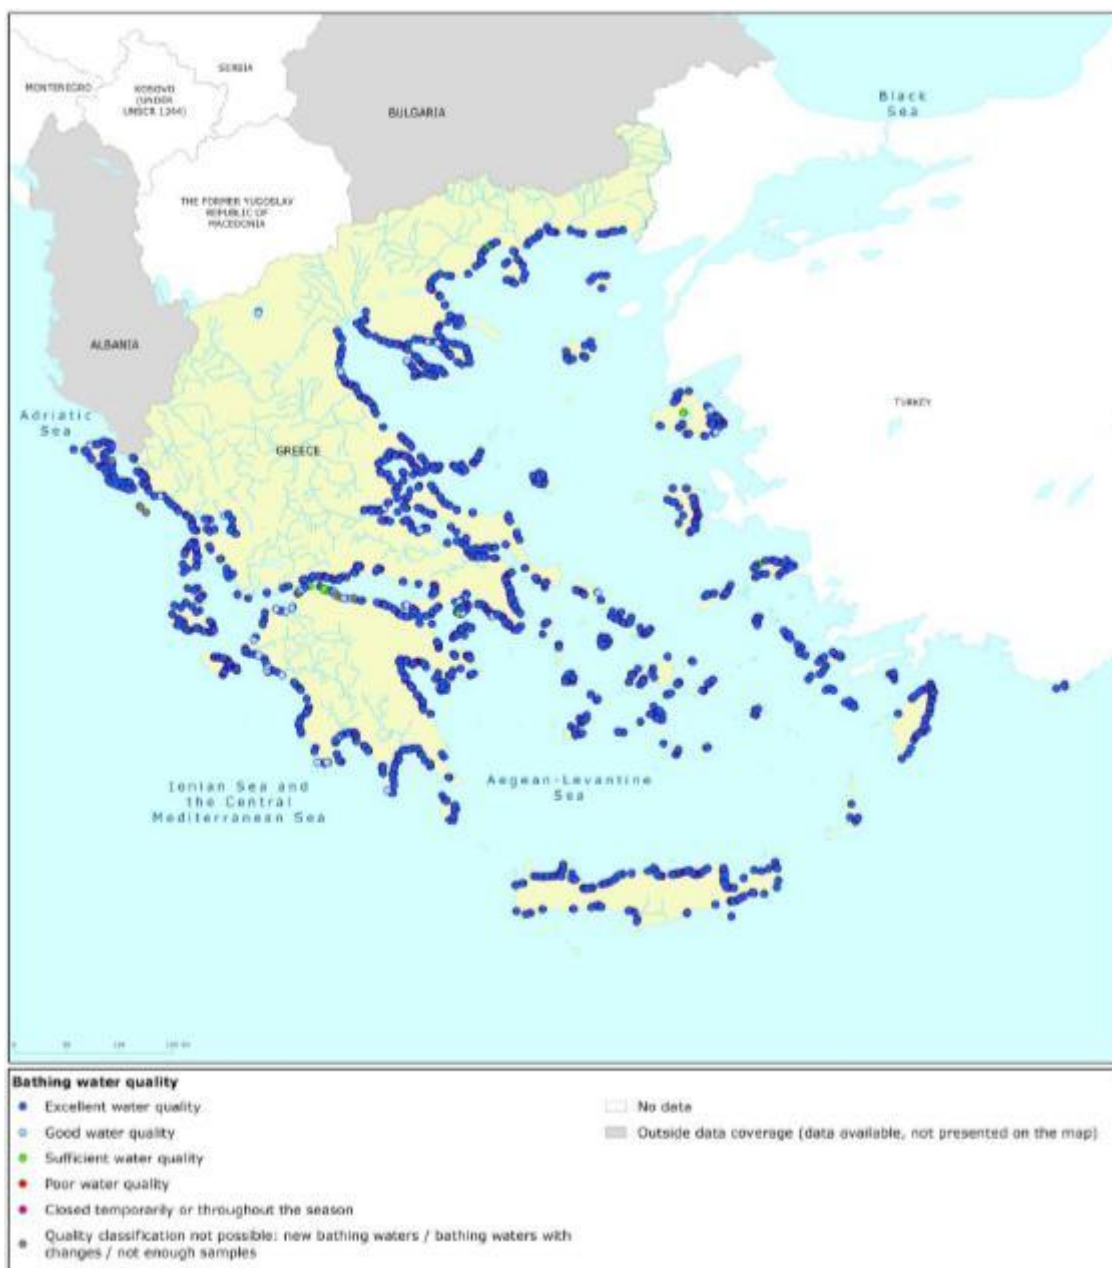 SERBIA
MONTENEGRO
KOSOVO
(UNDER
UNSCR 1244)
BULGARIA
Black
Sea
THE FORMER YUGOSLAV
REPUBLIC OF
MACEDONIA
ALBANIA
TURKEY
Adriatic
Sea
GREECE
Ionian Sea and
the Central
Mediterranean Sea
Aegean-Levantine
Sea
Bathing water quality
Excellent water quality
Good water quality
Sufficient water quality
Poor water quality
Closed temporarily or throughout the season
Quality classification not possible: new bathing waters / bathing waters with
changes / not enough samples
No data
Outside data coverage (data available, not presented on the map)